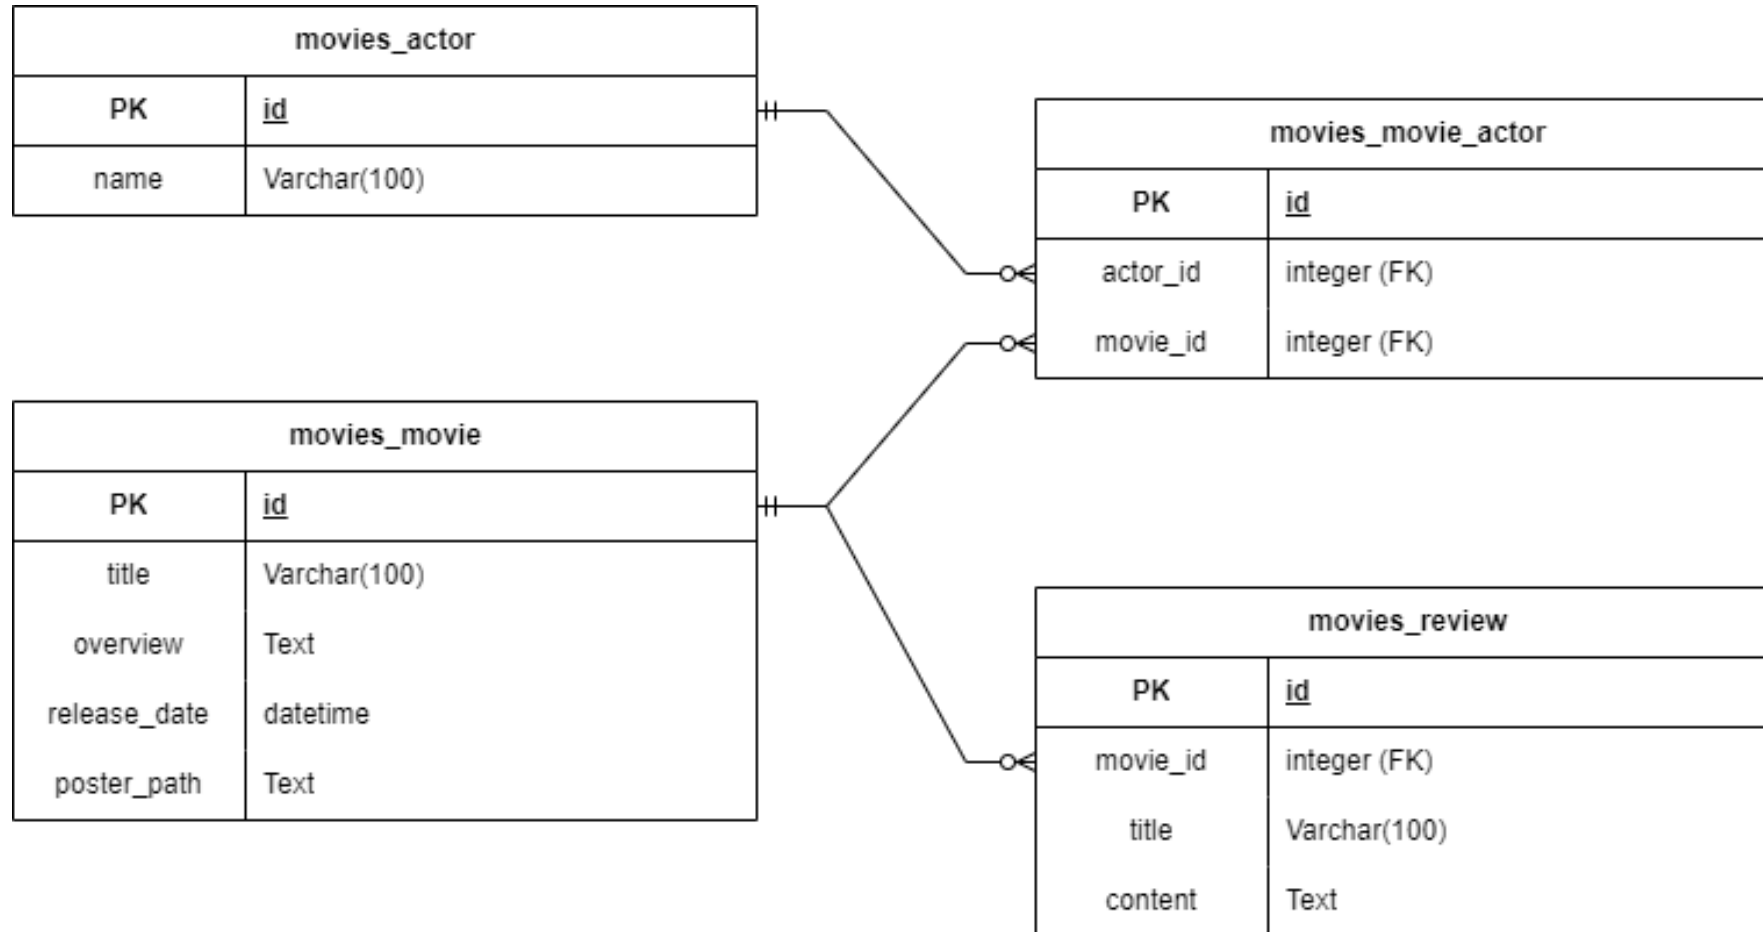 movies_actor
PK id
name Varchar(100)
movies_movie_actor
PK id
actor_id integer (FK)
movie_id integer (FK)
movies_movie
PK id
title Varchar(100)
overview Text
release_date datetime
poster_path Text
movies_review
PK id
movie_id integer (FK)
title Varchar(100)
content Text